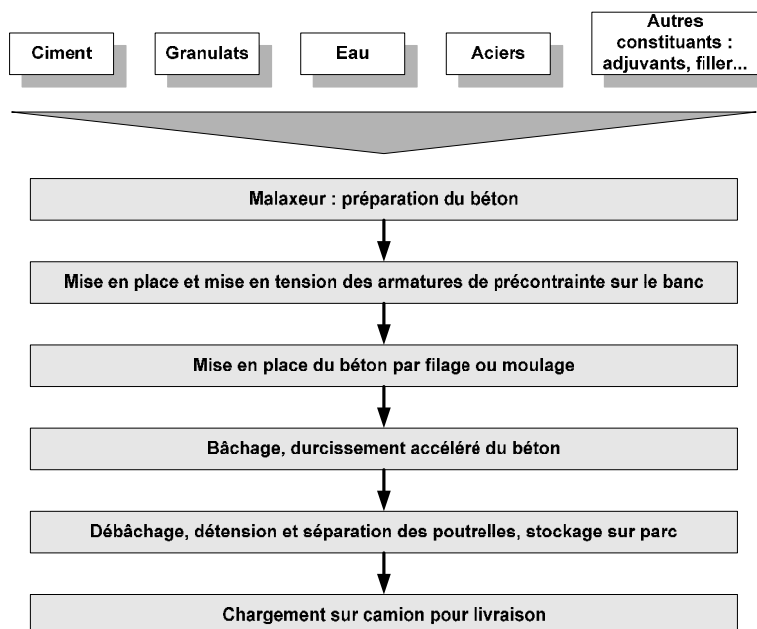 Ciment
Granulats
Eau
Aciers
Autres
constituants :
adjuvants, filler...
Malaxeur : préparation du béton
Mise en place et mise en tension des armatures de précontrainte sur le banc
Mise en place du béton par filage ou moulage
Bâchage, durcissement accéléré du béton
Débâchage, détension et séparation des poutrelles, stockage sur parc
Chargement sur camion pour livraison